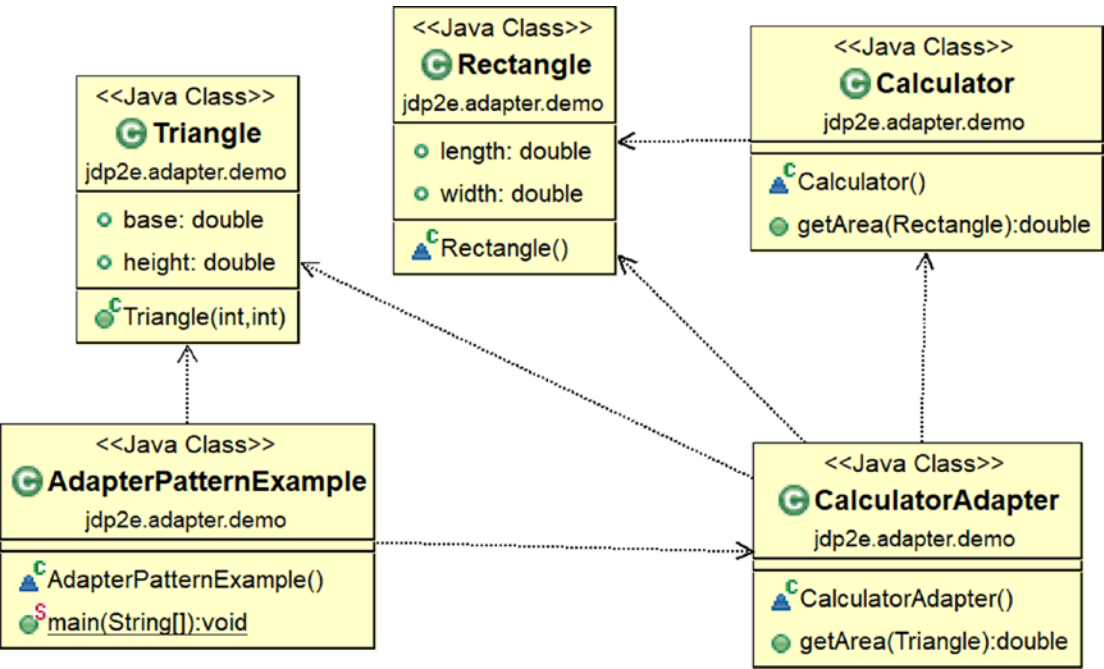 <<Java Class>>
Triangle
jdp2e.adapter.demo
base: double
height: double
Triangle(int,int)
<<Java Class>>
Rectangle
jdp2e.adapter.demo
length: double
width: double
Rectangle()
<<Java Class>>
Calculator
jdp2e.adapter.demo
Calculator()
getArea(Rectangle):double
<<Java Class>>
AdapterPatternExample
jdp2e.adapter.demo
AdapterPatternExample()
main(String[]):void
<<Java Class>>
CalculatorAdapter
jdp2e.adapter.demo
CalculatorAdapter()
getArea(Triangle):double